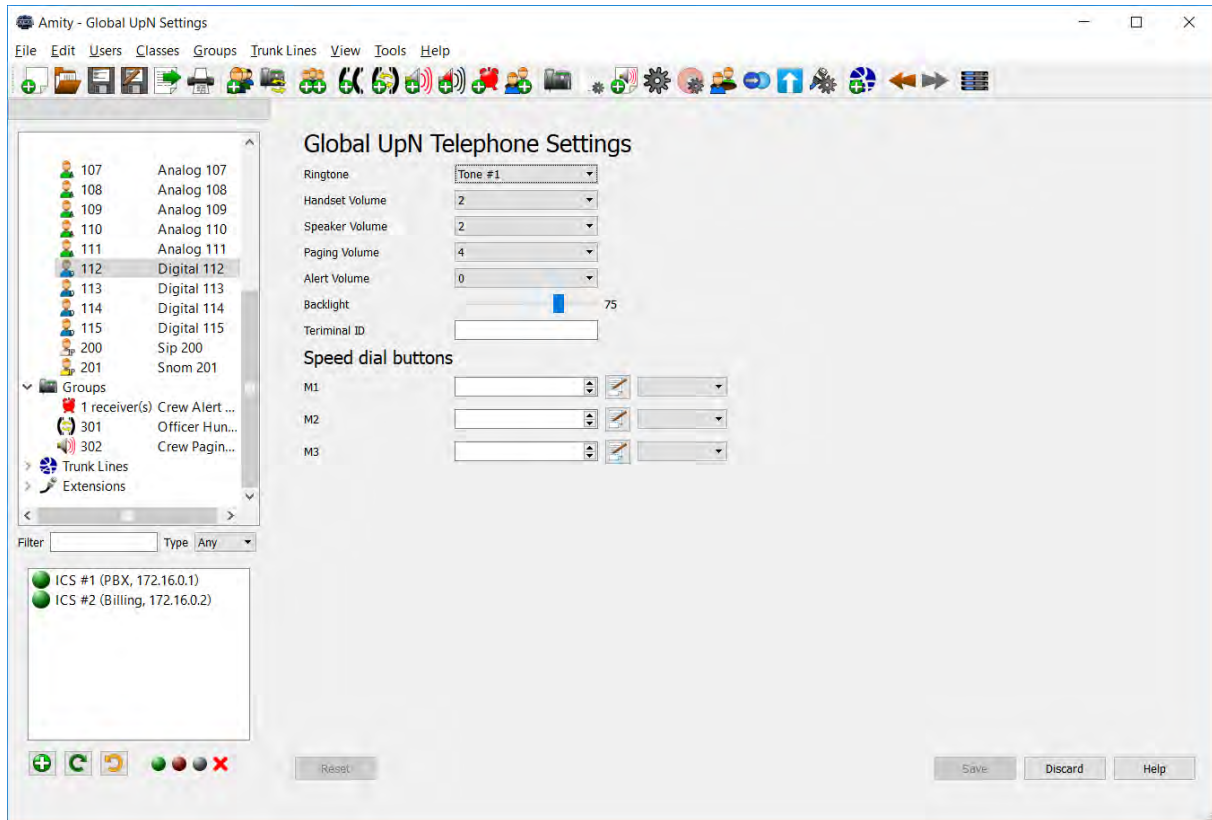 Amity - Global UpN Settings
File Edit Users Classes Groups Trunk Lines View Tools Help
107 Analog 107
108 Analog 108
109 Analog 109
110 Analog 110
111 Analog 111
112 Digital 112
113 Digital 113
114 Digital 114
115 Digital 115
200 Sip 200
201 Snom 201
Groups
1 receiver(s) Crew Alert ...
301 Officer Hun...
302 Crew Pagin...
Trunk Lines
Extensions
Filter Type Any
ICS #1 (PBX, 172.16.0.1)
ICS #2 (Billing, 172.16.0.2)
Global UpN Telephone Settings
Ringtone Tone #1
Handset Volume 2
Speaker Volume 2
Paging Volume 4
Alert Volume 0
Backlight 75
Teriminal ID
Speed dial buttons
M1
M2
M3
Reset Save Discard Help